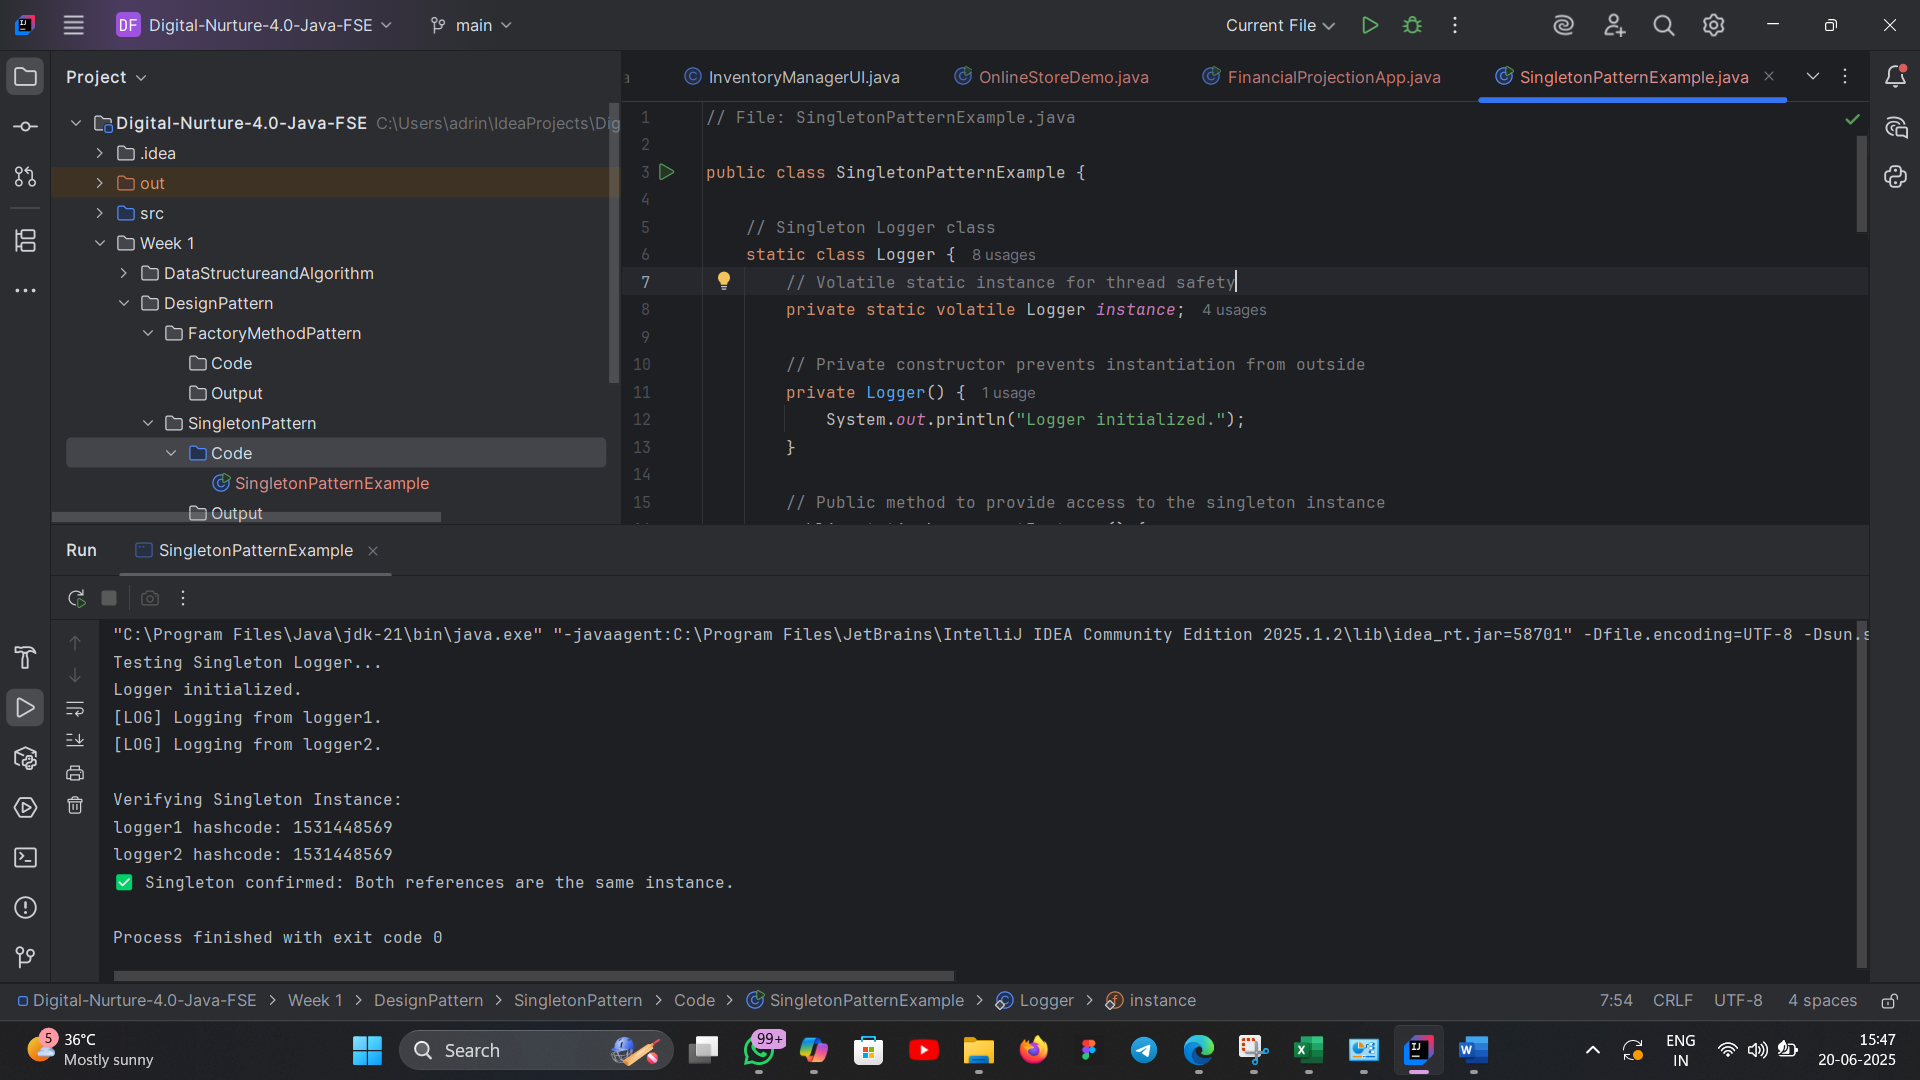 DF Digital-Nurture-4.0-Java-FSE main Current File
Project
Digital-Nurture-4.0-Java-FSE C:\Users\adrin\IdeaProjects\Dig
.idea
out
src
Week 1
DataStructureandAlgorithm
DesignPattern
FactoryMethodPattern
Code
Output
SingletonPattern
Code
SingletonPatternExample
Output
InventoryManagerUI.java OnlineStoreDemo.java FinancialProjectionApp.java SingletonPatternExample.java
1 // File: SingletonPatternExample.java
2
3 public class SingletonPatternExample {
4
5 // Singleton Logger class
6 static class Logger { 8 usages
7 // Volatile static instance for thread safety
8 private static volatile Logger instance; 4 usages
9
10 // Private constructor prevents instantiation from outside
11 private Logger() { 1 usage
12 System.out.println("Logger initialized.");
13 }
14
15 // Public method to provide access to the singleton instance
Run SingletonPatternExample
"C:\Program Files\Java\jdk-21\bin\java.exe" "-javaagent:C:\Program Files\JetBrains\IntelliJ IDEA Community Edition 2025.1.2\lib\idea_rt.jar=58701" -Dfile.encoding=UTF-8 -Dsun.s
Testing Singleton Logger...
Logger initialized.
[LOG] Logging from logger1.
[LOG] Logging from logger2.
Verifying Singleton Instance:
logger1 hashcode: 1531448569
logger2 hashcode: 1531448569
✅ Singleton confirmed: Both references are the same instance.
Process finished with exit code 0
Digital-Nurture-4.0-Java-FSE > Week 1 > DesignPattern > SingletonPattern > Code > SingletonPatternExample > Logger > instance 7:54 CRLF UTF-8 4 spaces
5 36°C
Mostly sunny
Search
99+
ENG
IN
15:47
20-06-2025